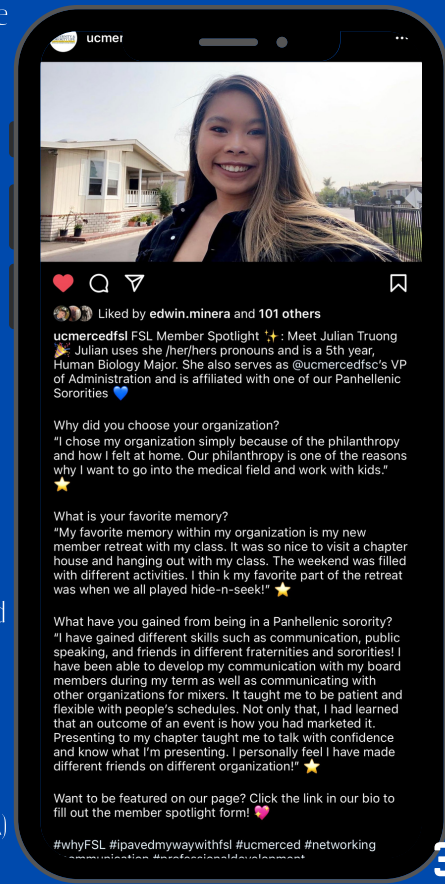 ucmer
Liked by edwin.minera and 101 others
ucmercedfsl FSL Member Spotlight ✨ : Meet Julian Truong
🎉 Julian uses she /her/hers pronouns and is a 5th year,
Human Biology Major. She also serves as @ucmercedfsc's VP
of Administration and is affiliated with one of our Panhellenic
Sororities 💙
Why did you choose your organization?
"I chose my organization simply because of the philanthropy
and how I felt at home. Our philanthropy is one of the reasons
why I want to go into the medical field and work with kids."
⭐
What is your favorite memory?
"My favorite memory within my organization is my new
member retreat with my class. It was so nice to visit a chapter
house and hanging out with my class. The weekend was filled
with different activities. I thin k my favorite part of the retreat
was when we all played hide-n-seek!" ⭐
What have you gained from being in a Panhellenic sorority?
"I have gained different skills such as communication, public
speaking, and friends in different fraternities and sororities! I
have been able to develop my communication with my board
members during my term as well as communicating with
other organizations for mixers. It taught me to be patient and
flexible with people's schedules. Not only that, I had learned
that an outcome of an event is how you had marketed it.
Presenting to my chapter taught me to talk with confidence
and know what I'm presenting. I personally feel I have made
different friends on different organization!" ⭐
Want to be featured on our page? Click the link in our bio to
fill out the member spotlight form! 💖
#whyFSL #ipavedmywaywithfsl #ucmerced #networking
3